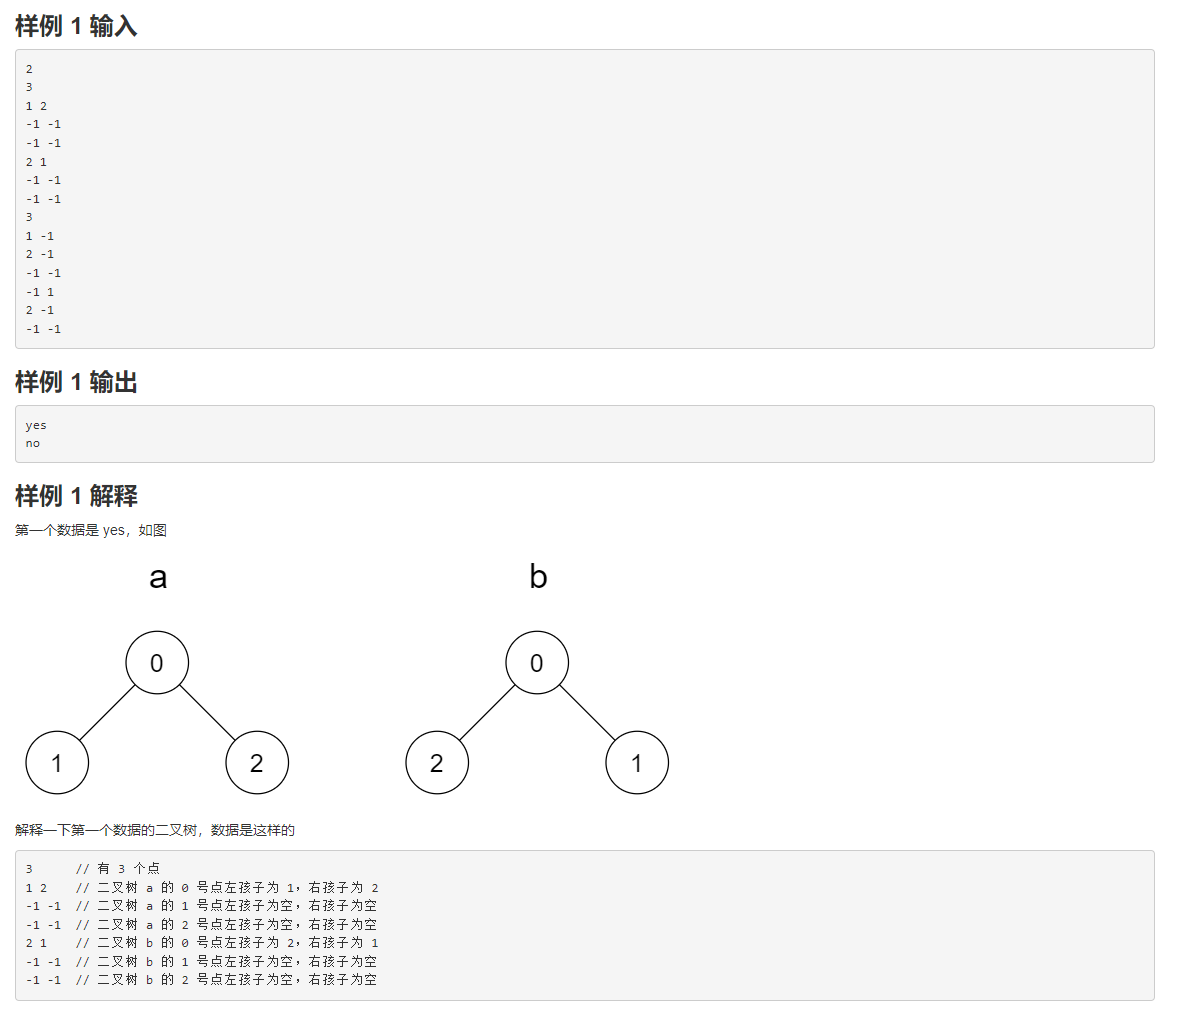 样例 1 输入
2
3
1 2
-1 -1
-1 -1
2 1
-1 -1
-1 -1
3
1 -1
2 -1
-1 -1
-1 1
2 -1
-1 -1
样例 1 输出
yes
no
样例 1 解释
第一个数据是 yes，如图
a b
0 0
1 2 2 1
解释一下第一个数据的二叉树，数据是这样的
3 // 有 3 个点
1 2 // 二叉树 a 的 0 号点左孩子为 1，右孩子为 2
-1 -1 // 二叉树 a 的 1 号点左孩子为空，右孩子为空
-1 -1 // 二叉树 a 的 2 号点左孩子为空，右孩子为空
2 1 // 二叉树 b 的 0 号点左孩子为 2，右孩子为 1
-1 -1 // 二叉树 b 的 1 号点左孩子为空，右孩子为空
-1 -1 // 二叉树 b 的 2 号点左孩子为空，右孩子为空